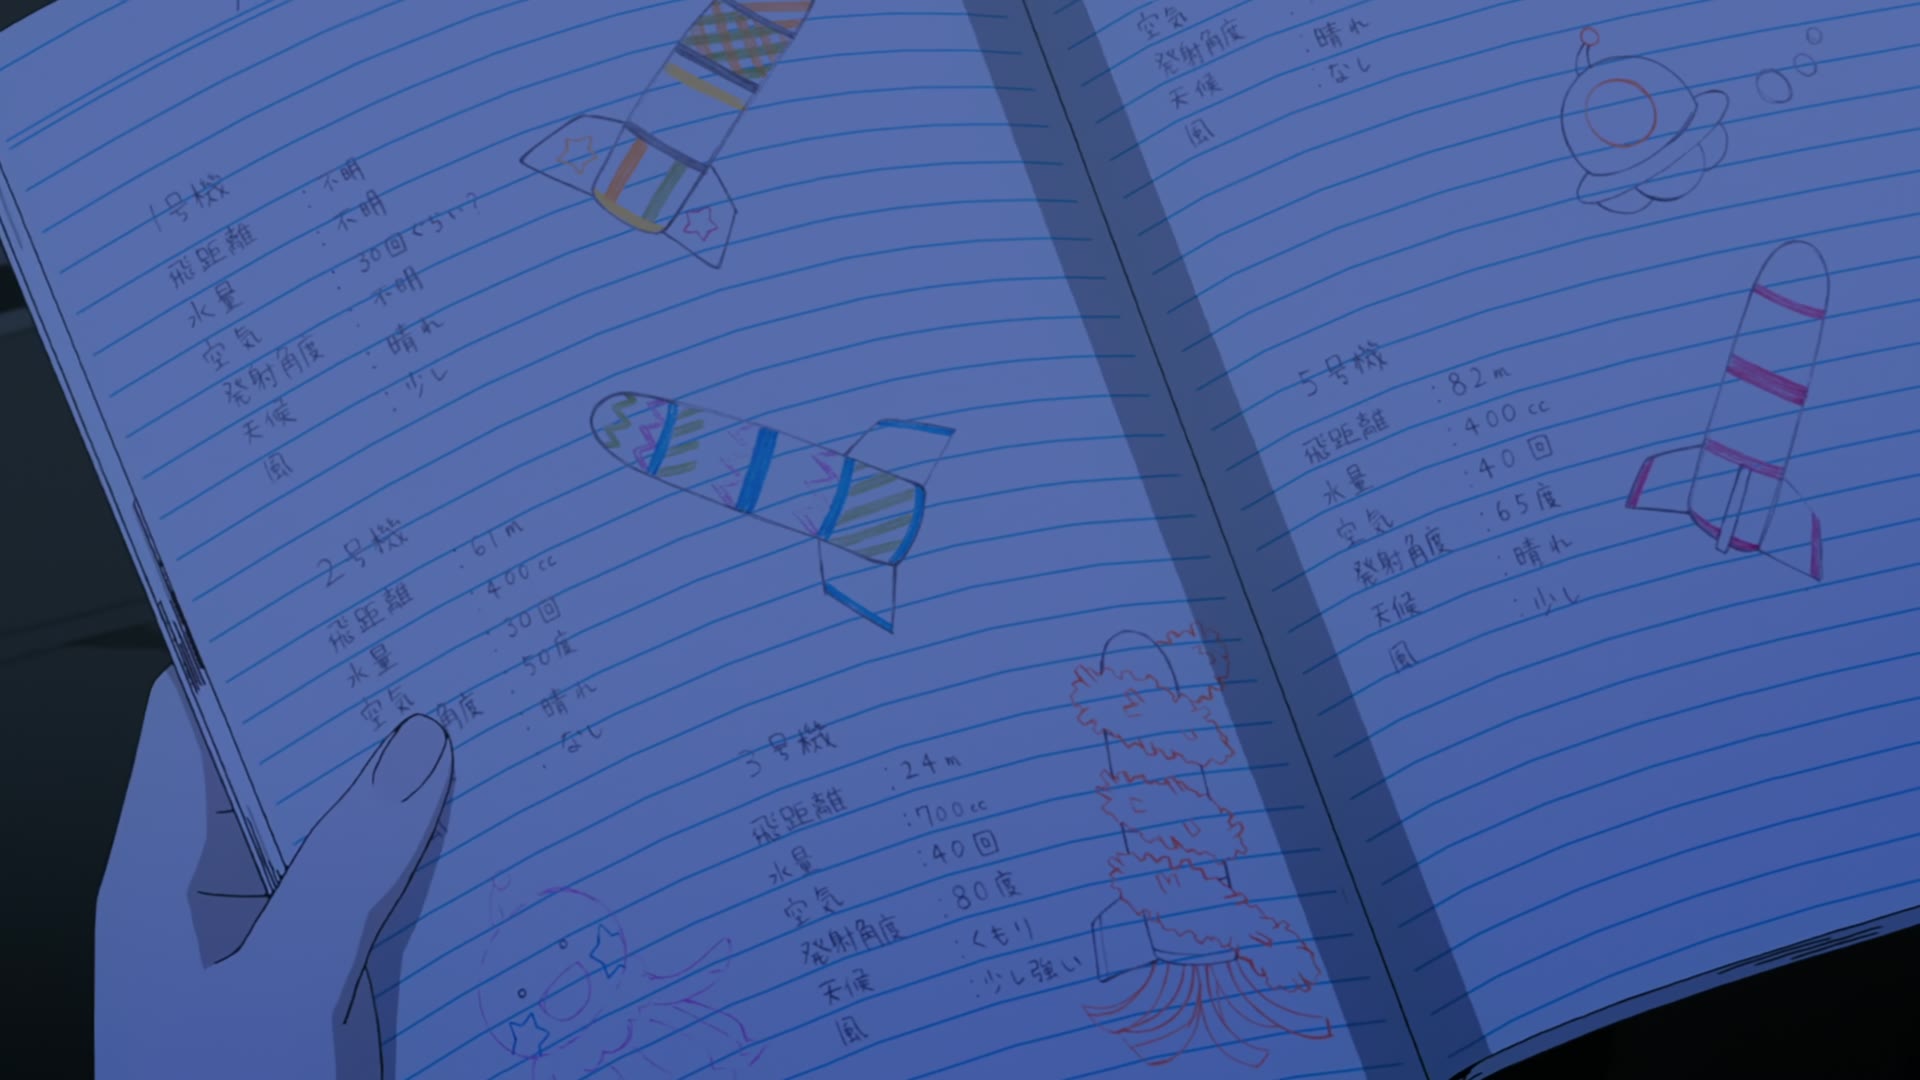 1号機
飛距離 : 不明
水量 : 不明
空気 : 30回くらい?
発射角度 : 不明
天候 : 晴れ
風 : 少し
2号機
飛距離 : 61m
水量 : 400cc
空気 : 30回
角度 : 50度
: 晴れ
: なし
3号機
飛距離 : 24m
水量 : 700cc
空気 : 40回
発射角度 : 80度
天候 : くもり
風 : 少し強い
空気
発射角度
天候 : 晴れ
風 : なし
5号機
飛距離 : 82m
水量 : 400cc
空気 : 40回
発射角度 : 65度
天候 : 晴れ
風 : 少し